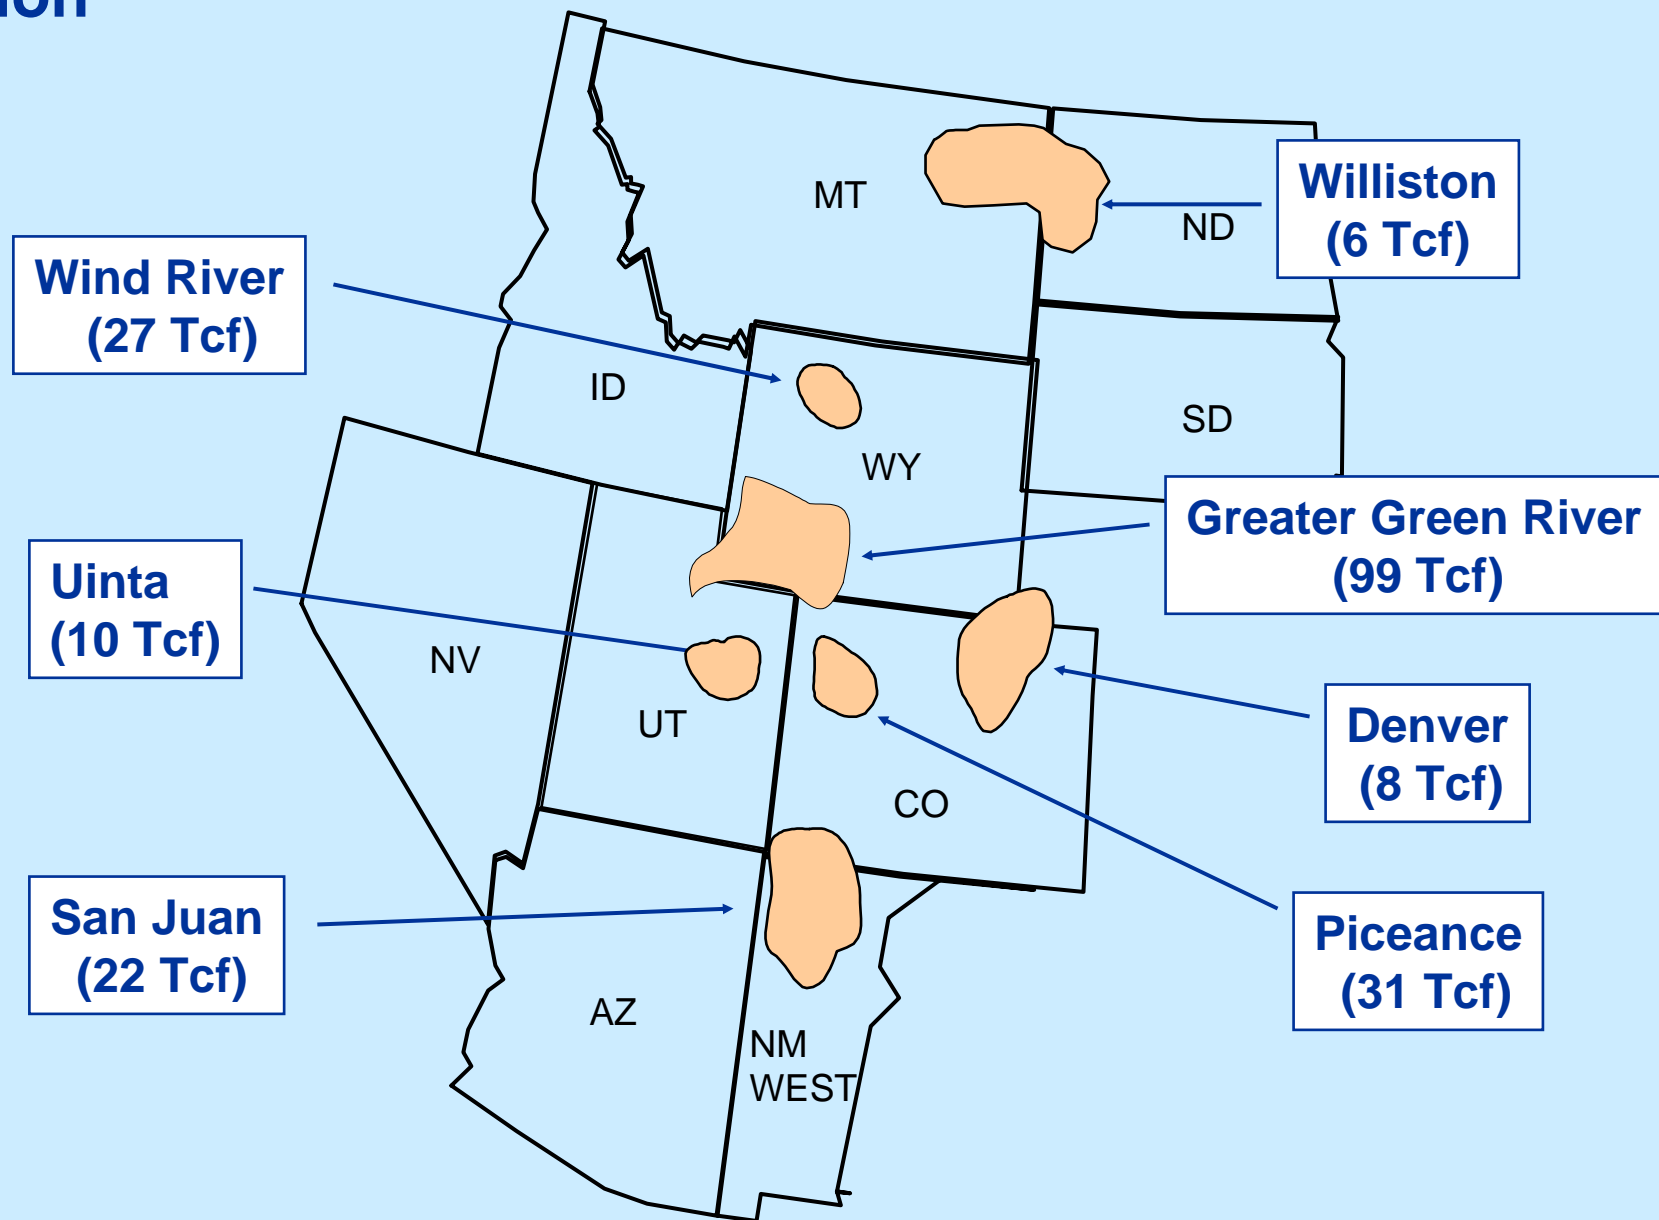 MT
Williston
(6 Tcf)
ND
Wind River
(27 Tcf)
ID
SD
WY
Greater Green River
(99 Tcf)
Uinta
(10 Tcf)
NV
UT
Denver
(8 Tcf)
CO
San Juan
(22 Tcf)
Piceance
(31 Tcf)
AZ
NM
WEST